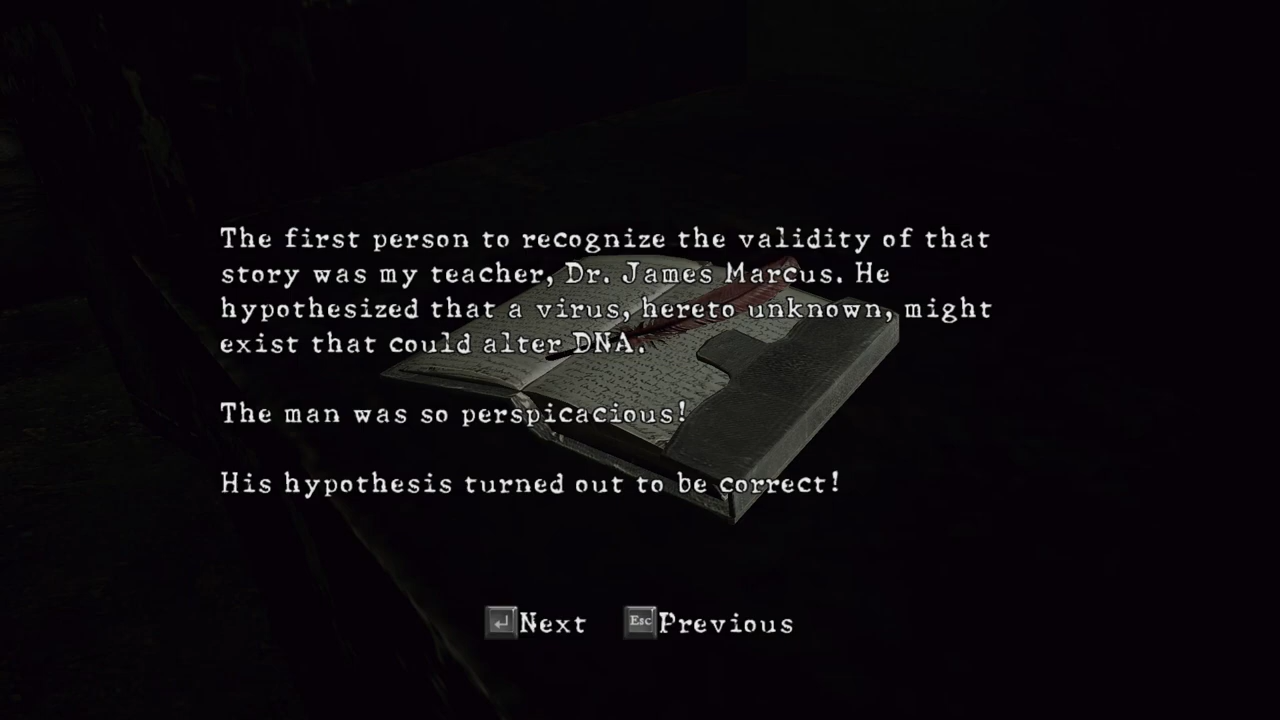 The first person to recognize the validity of that
story was my teacher, Dr. James Marcus. He
hypothesized that a virus, hereto unknown, might
exist that could alter DNA.
The man was so perspicacious!
His hypothesis turned out to be correct!
Next
Esc Previous